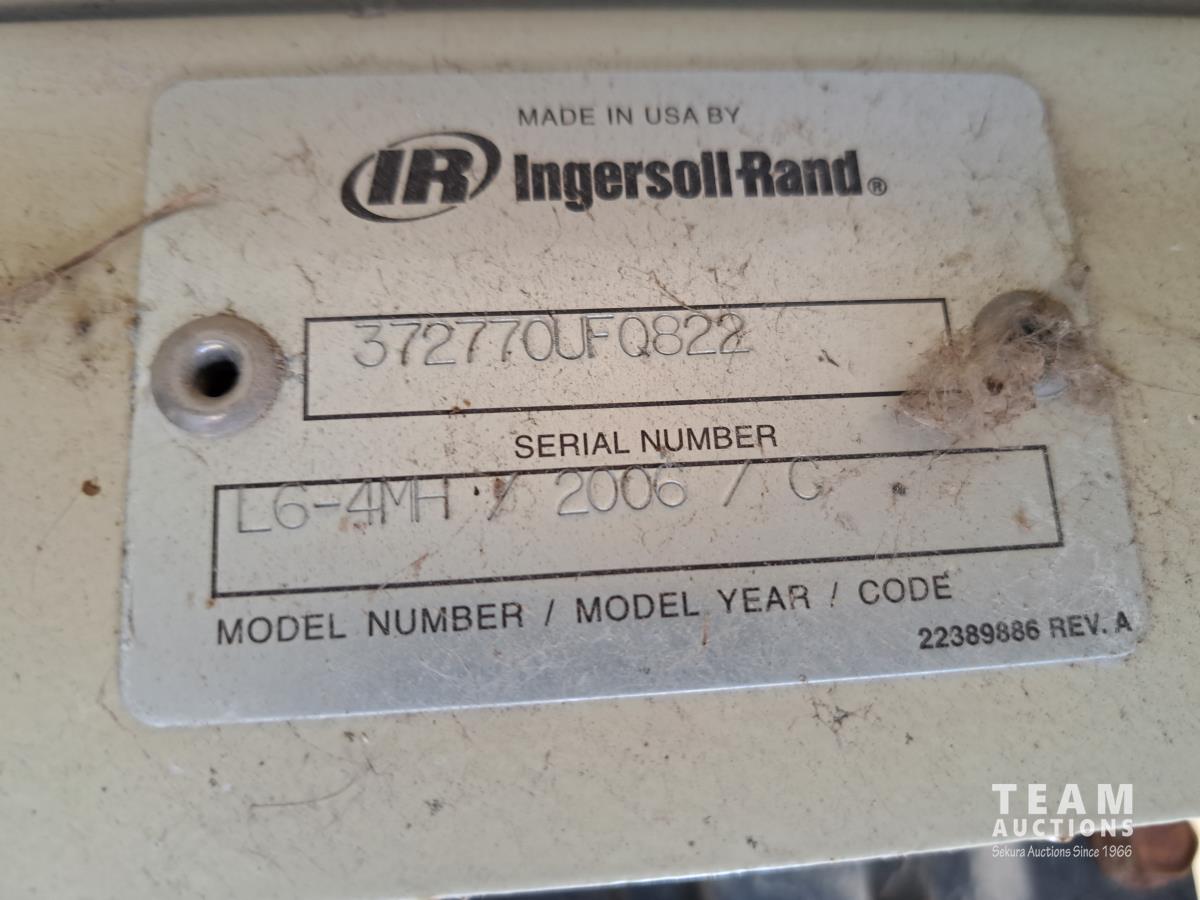 MADE IN USA BY
IR Ingersoll-Rand®
372770UFQ822
SERIAL NUMBER
L6-4MH / 2006 / C
MODEL NUMBER / MODEL YEAR / CODE
22389886 REV. A
TEAM
AUCTIONS
Sekura Auctions Since 1966